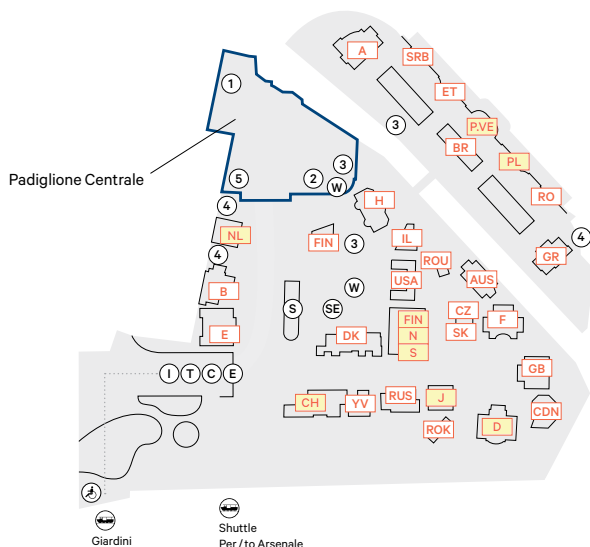 A
SRB
1
ET
3
P.VE
BR
PL
3
Padiglione Centrale
5
2
W
RO
H
4
NL
FIN
3
IL
4
4
GR
ROU
B
W
USA
AUS
S
SE
CZ
F
FIN
E
DK
N
SK
S
I
T
C
E
GB
CH
YV
RUS
J
CDN
ROK
D
Shuttle
Giardini
Per / to Arsenale